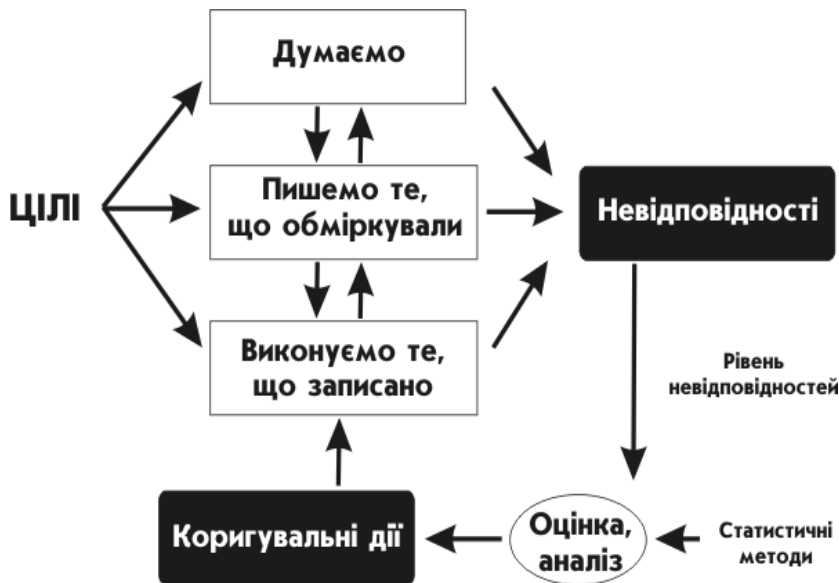 Думаємо
ЦІЛІ
Пишемо те,
що обміркували
Невідповідності
Виконуємо те,
що записано
Рівень
невідповідностей
Коригувальні дії
Оцінка,
аналіз
Статистичні
методи